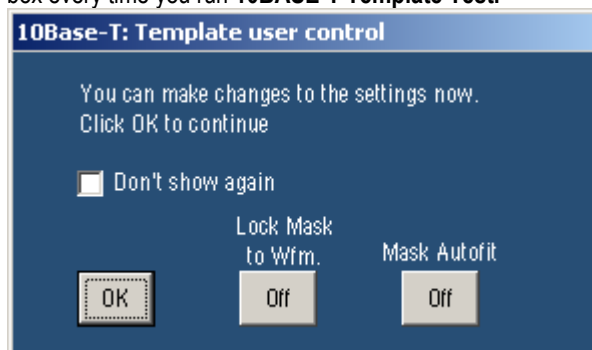 box every time you run 10BASE-T Template Test.
10Base-T: Template user control
You can make changes to the settings now.
Click OK to continue
Don't show again
Lock Mask
to Wfm.
Mask Autofit
OK
Off
Off